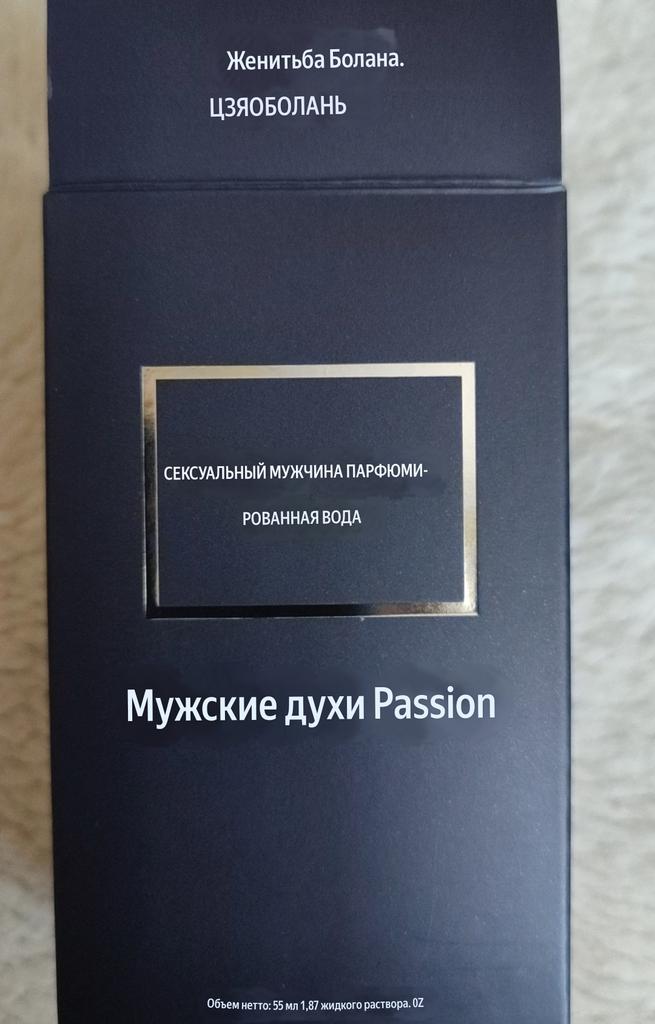 Женитьба Болана.
ЦЗЯОБОЛАНЬ
СЕКСУАЛЬНЫЙ МУЖЧИНА ПАРФЮМИ-
РОВАННАЯ ВОДА
Мужские духи Passion
Объем нетто: 55 мл 1,87 жидкого раствора. 0Z